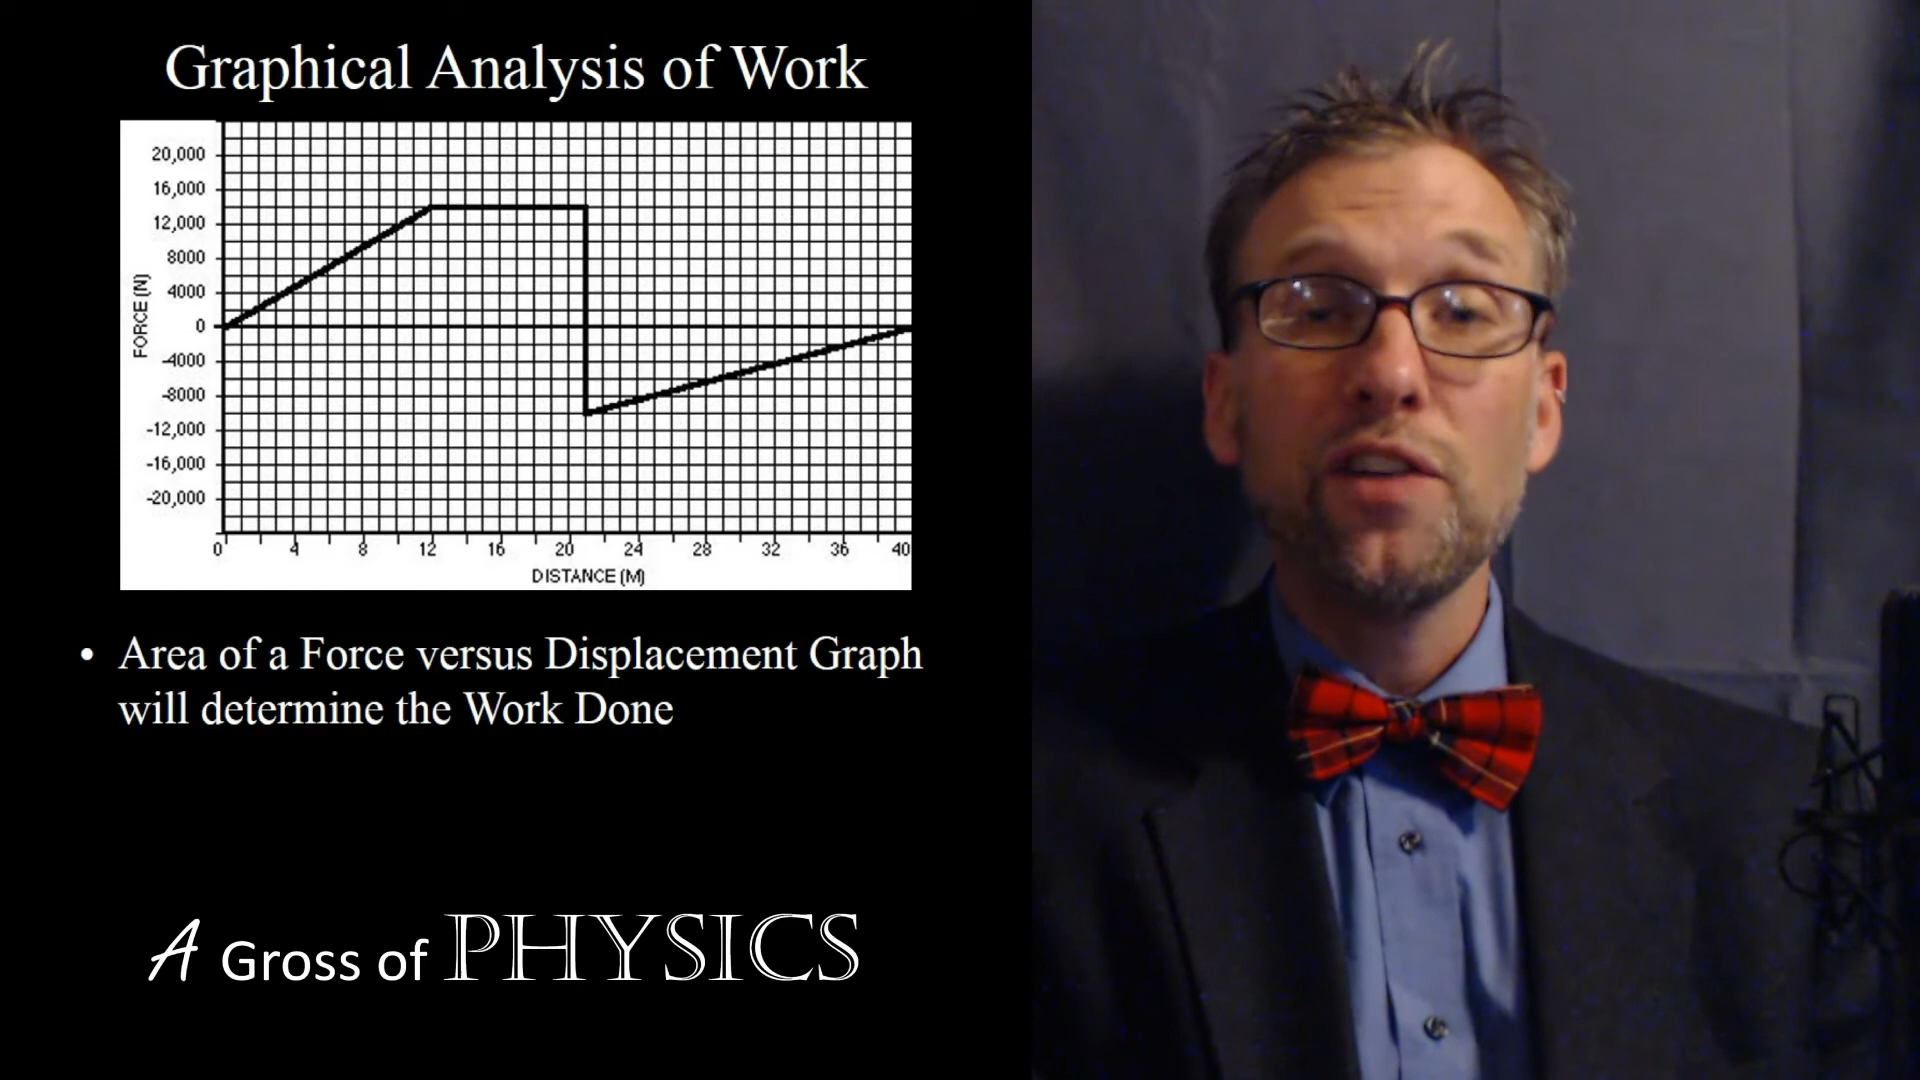 Graphical Analysis of Work
20,000
16,000
12,000
8000
4000
0
-4000
-8000
-12,000
-16,000
-20,000
FORCE (N)
0 4 8 12 16 20 24 28 32 36 40
DISTANCE (M)
• Area of a Force versus Displacement Graph
will determine the Work Done
A Gross of PHYSICS